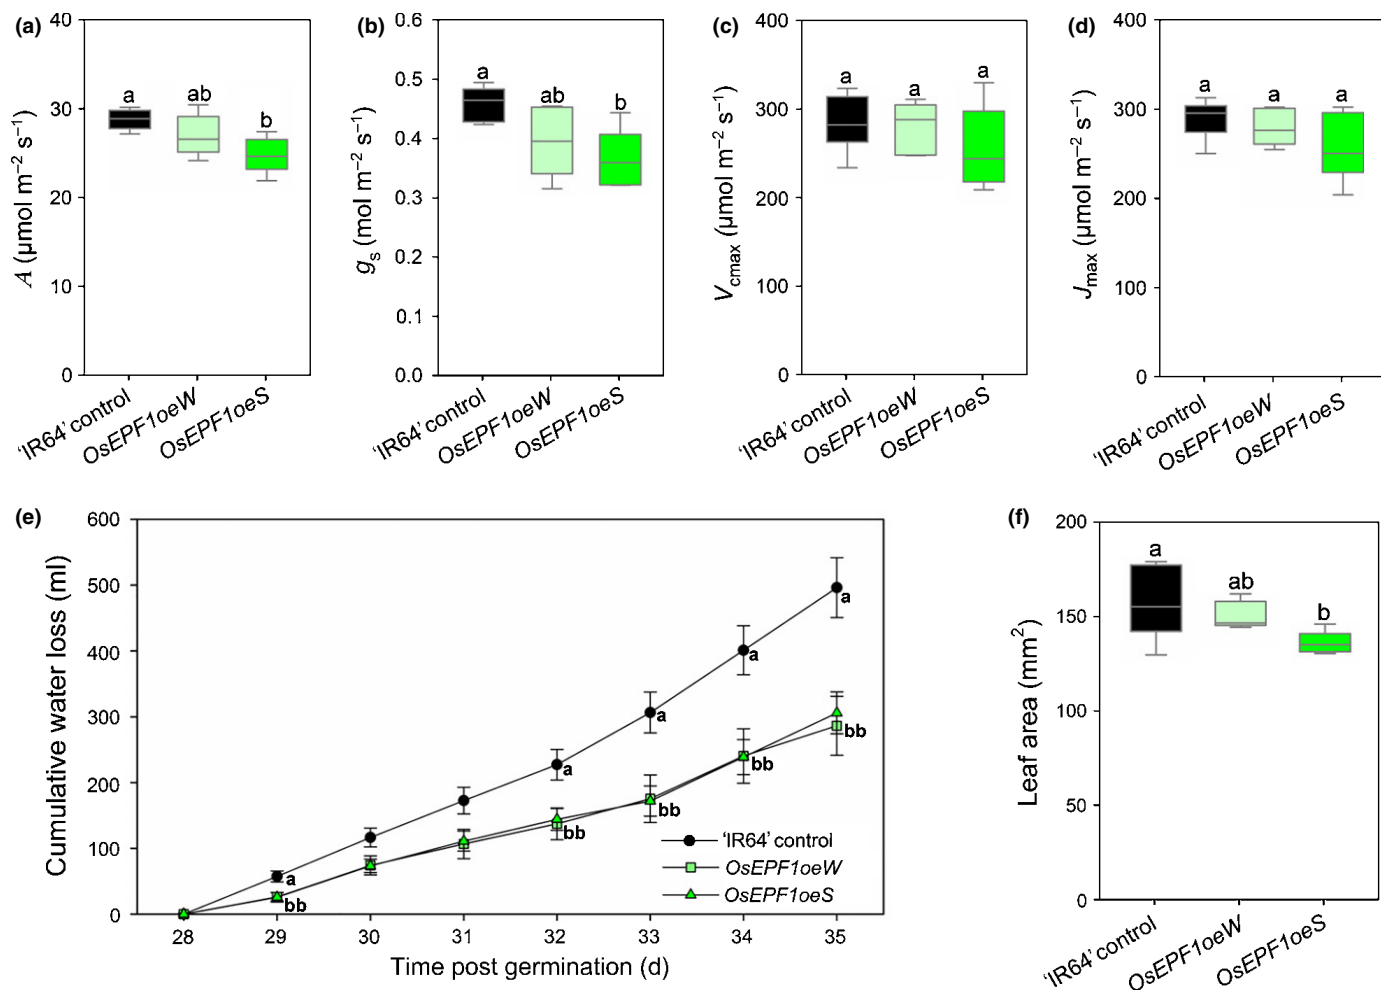 (a)
A (μmol m⁻² s⁻¹)
40
30
20
10
0
a
ab
b
'IR64' control
OsEPF1oeW
OsEPF1oeS
(b)
gs (mol m⁻² s⁻¹)
0.6
0.5
0.4
0.3
0.2
0.1
0.0
a
ab
b
'IR64' control
OsEPF1oeW
OsEPF1oeS
(c)
Vcmax (μmol m⁻² s⁻¹)
400
300
200
100
0
a
a
a
'IR64' control
OsEPF1oeW
OsEPF1oeS
(d)
Jmax (μmol m⁻² s⁻¹)
400
300
200
100
0
a
a
a
'IR64' control
OsEPF1oeW
OsEPF1oeS
(e)
Cumulative water loss (ml)
600
500
400
300
200
100
0
a
bb
a
bb
a
bb
a
bb
a
bb
'IR64' control
OsEPF1oeW
OsEPF1oeS
28 29 30 31 32 33 34 35
Time post germination (d)
(f)
Leaf area (mm²)
200
150
100
50
0
a
ab
b
'IR64' control
OsEPF1oeW
OsEPF1oeS